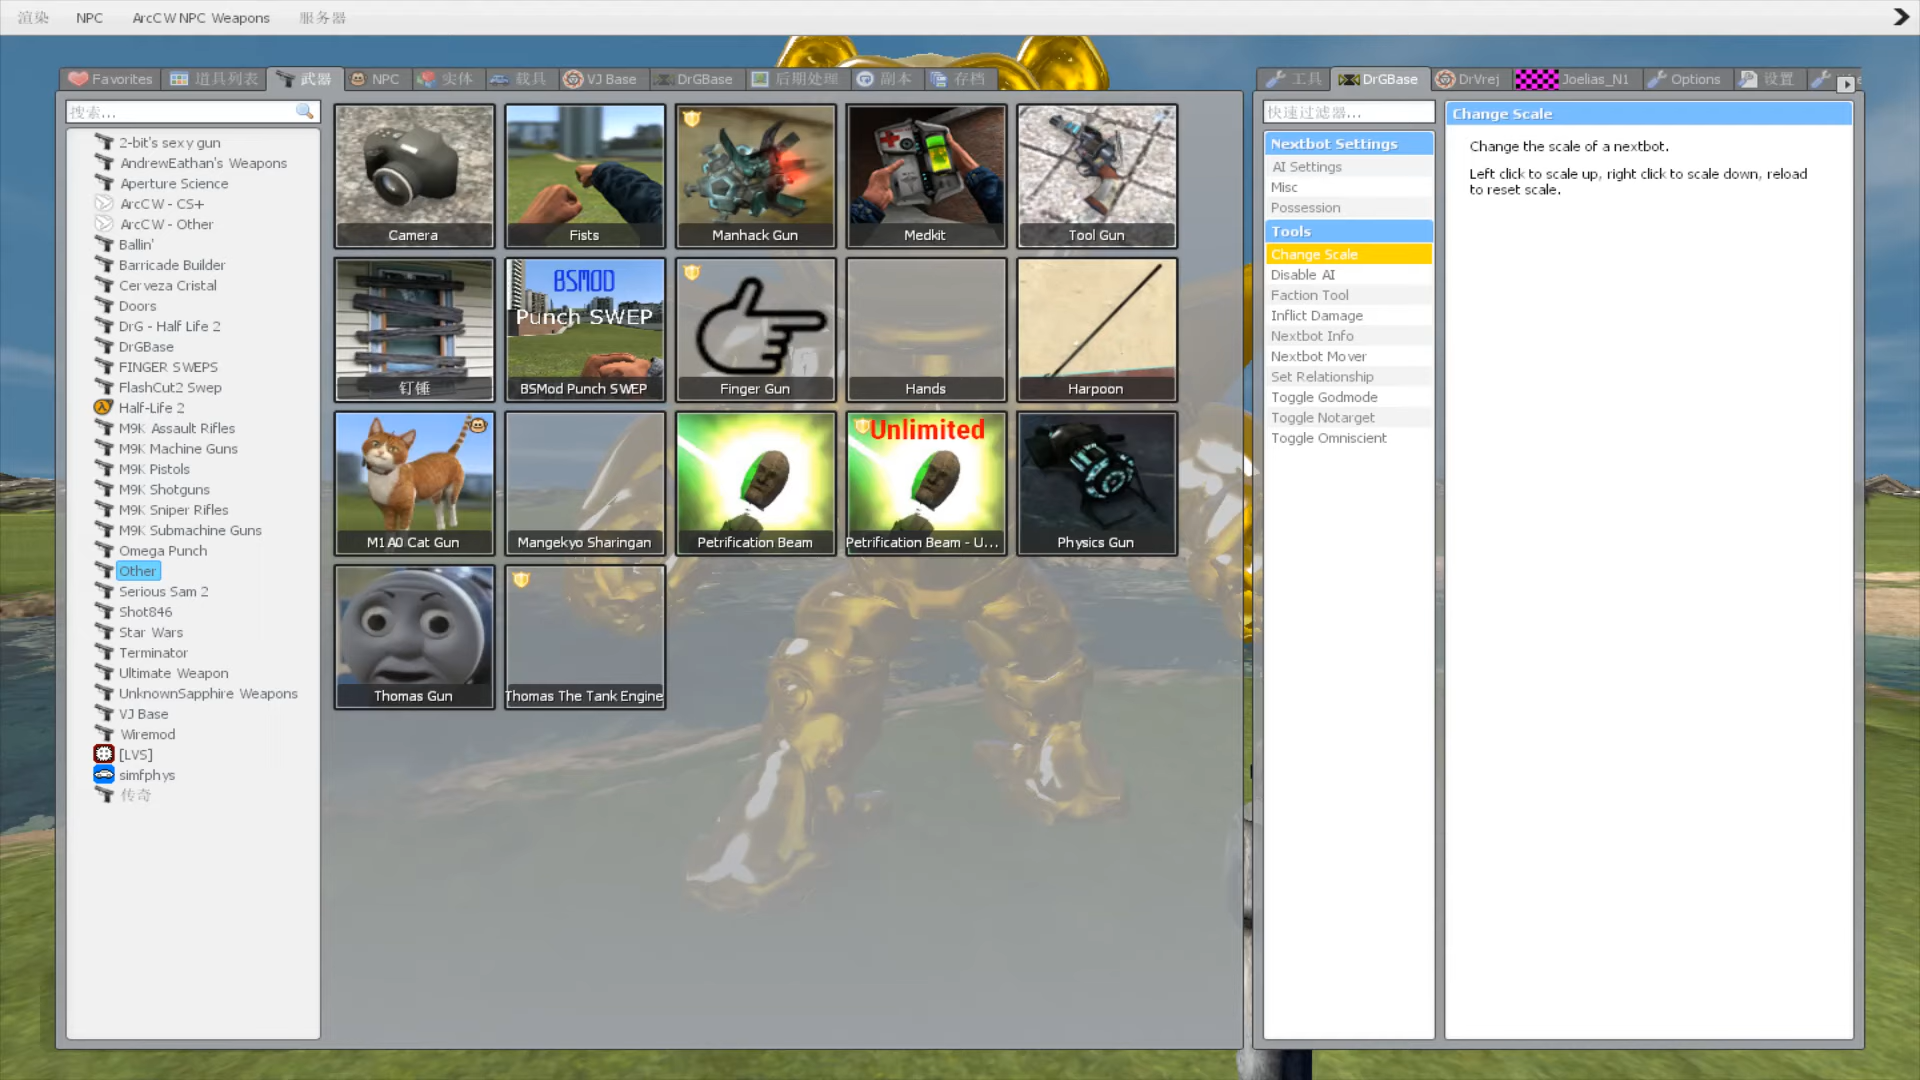 渲染 NPC ArcCW NPC Weapons 服务器
Favorites 道具列表 武器 NPC 实体 载具 VJ Base DrGBase 后期处理 副本 存档
工具 DrGBase DrVrej Joelias_N1 Options 设置
搜索...
2-bit's sexy gun
AndrewEathan's Weapons
Aperture Science
ArcCW - CS+
ArcCW - Other
Ballin'
Barricade Builder
Cerveza Cristal
Doors
DrG - Half Life 2
DrGBase
FINGER SWEPS
FlashCut2 Swep
Half-Life 2
M9K Assault Rifles
M9K Machine Guns
M9K Pistols
M9K Shotguns
M9K Sniper Rifles
M9K Submachine Guns
Omega Punch
Other
Serious Sam 2
Shot846
Star Wars
Terminator
Ultimate Weapon
UnknownSapphire Weapons
VJ Base
Wiremod
[LVS]
simfphys
传奇
Camera
Fists
Manhack Gun
Medkit
Tool Gun
钉锤
BSMOD
Punch SWEP
BSMod Punch SWEP
Finger Gun
Hands
Harpoon
M1A0 Cat Gun
Mangekyo Sharingan
Petrification Beam
Unlimited
Petrification Beam - U...
Physics Gun
Thomas Gun
Thomas The Tank Engine
快速过滤器...
Nextbot Settings
AI Settings
Misc
Possession
Tools
Change Scale
Disable AI
Faction Tool
Inflict Damage
Nextbot Info
Nextbot Mover
Set Relationship
Toggle Godmode
Toggle Notarget
Toggle Omniscient
Change Scale
Change the scale of a nextbot.
Left click to scale up, right click to scale down, reload
to reset scale.